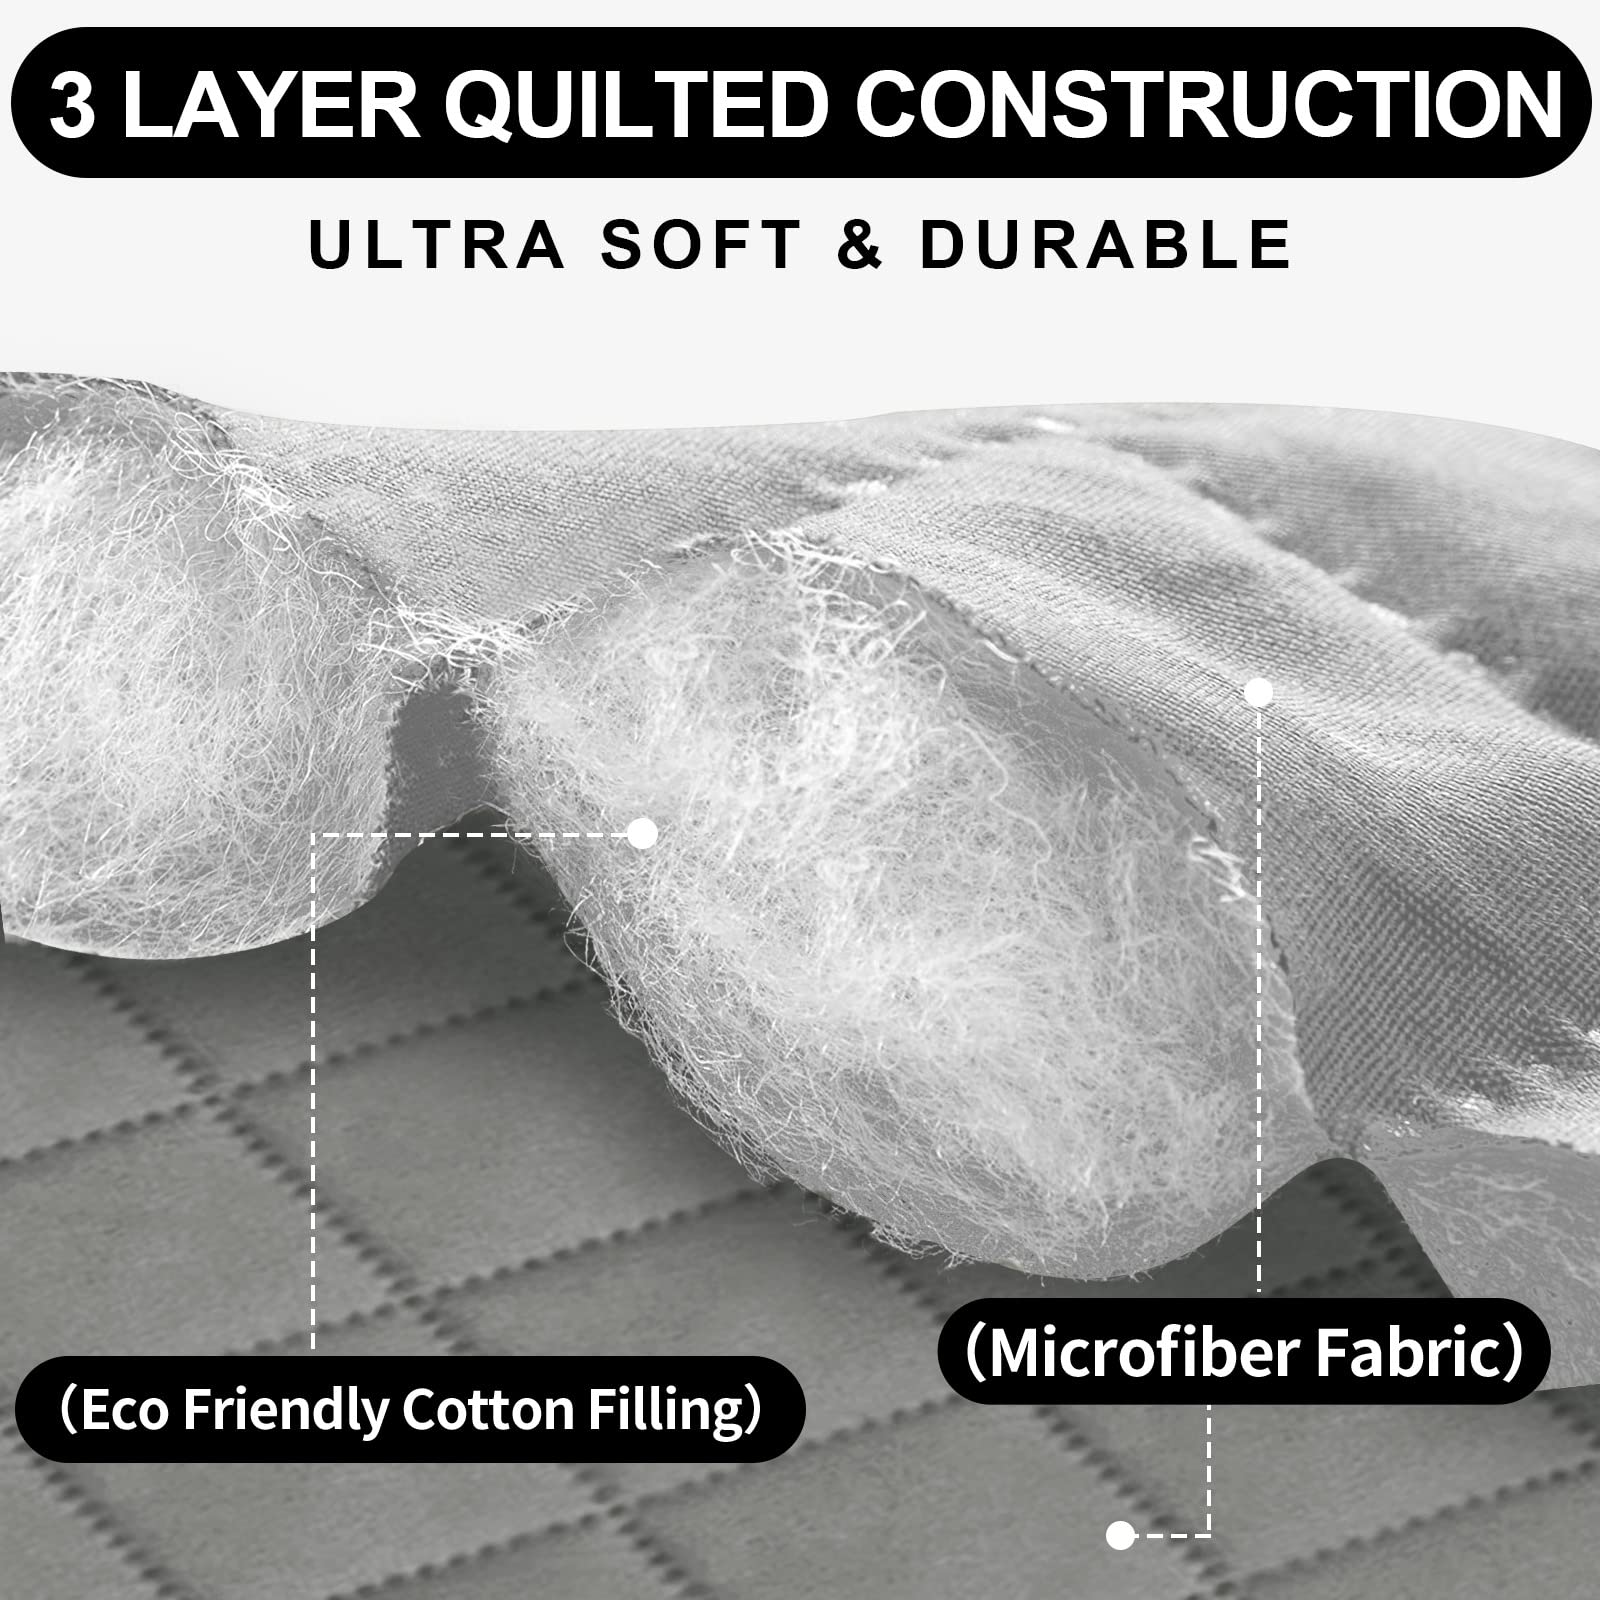 3 LAYER QUILTED CONSTRUCTION
ULTRA SOFT & DURABLE
(Microfiber Fabric)
(Eco Friendly Cotton Filling)